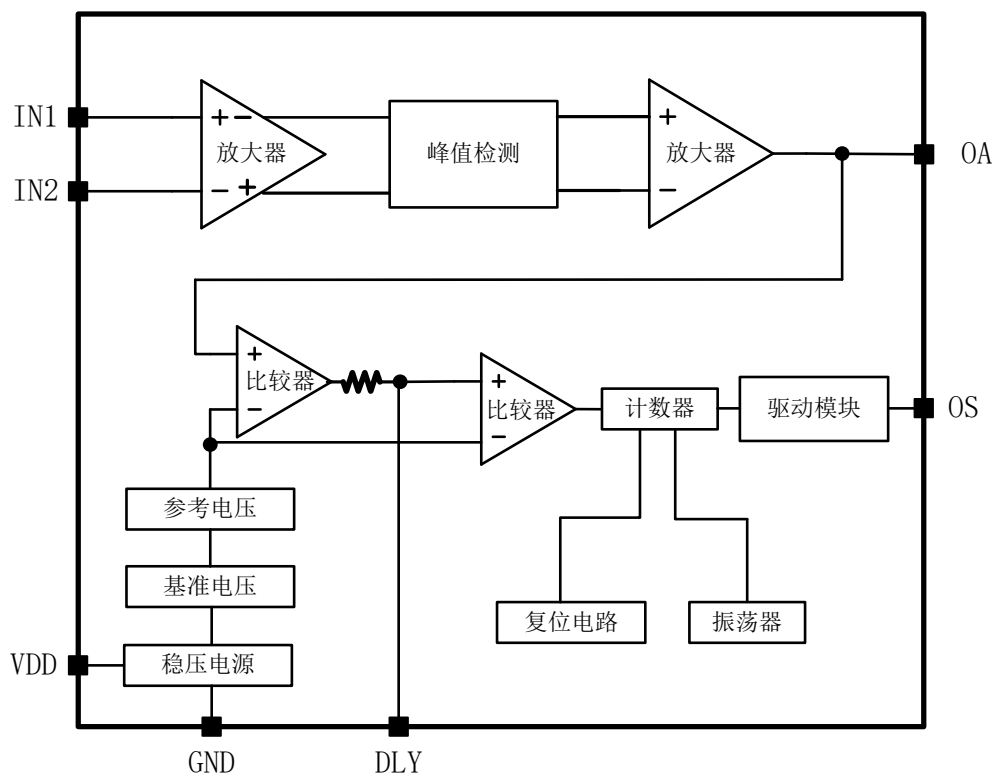 IN1
+ −
放大器
峰值检测
+
放大器
OA
IN2
− +
−
+
比较器
−
+
比较器
−
计数器
驱动模块
OS
参考电压
基准电压
复位电路
振荡器
VDD
稳压电源
GND
DLY